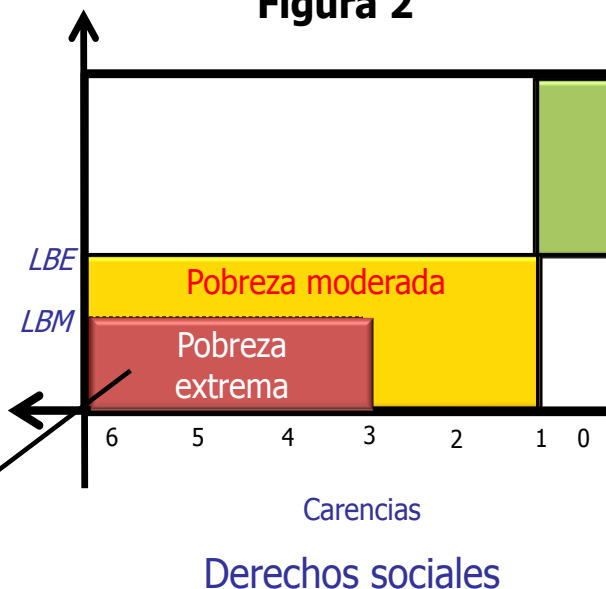 Figura 2
LBE
Pobreza moderada
LBM
Pobreza
extrema
6 5 4 3 2 1 0
Carencias
Derechos sociales